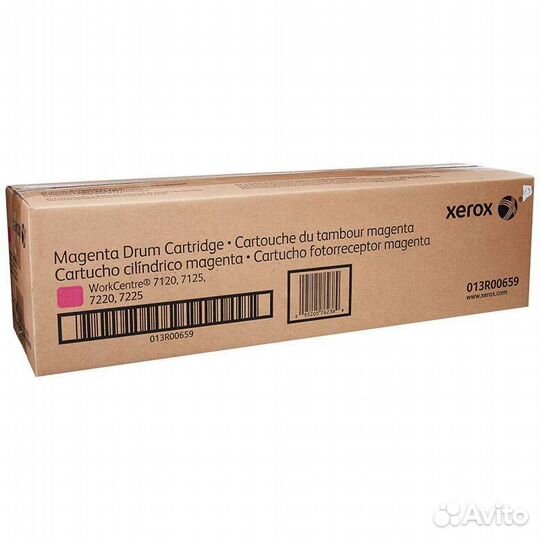 xerox
Magenta Drum Cartridge • Cartouche du tambour magenta
Cartucho cilíndrico magenta • Cartucho fotorreceptor magenta
WorkCentre® 7120, 7125,
7220, 7225
013R00659
www.xerox.com
013R00659
Avito